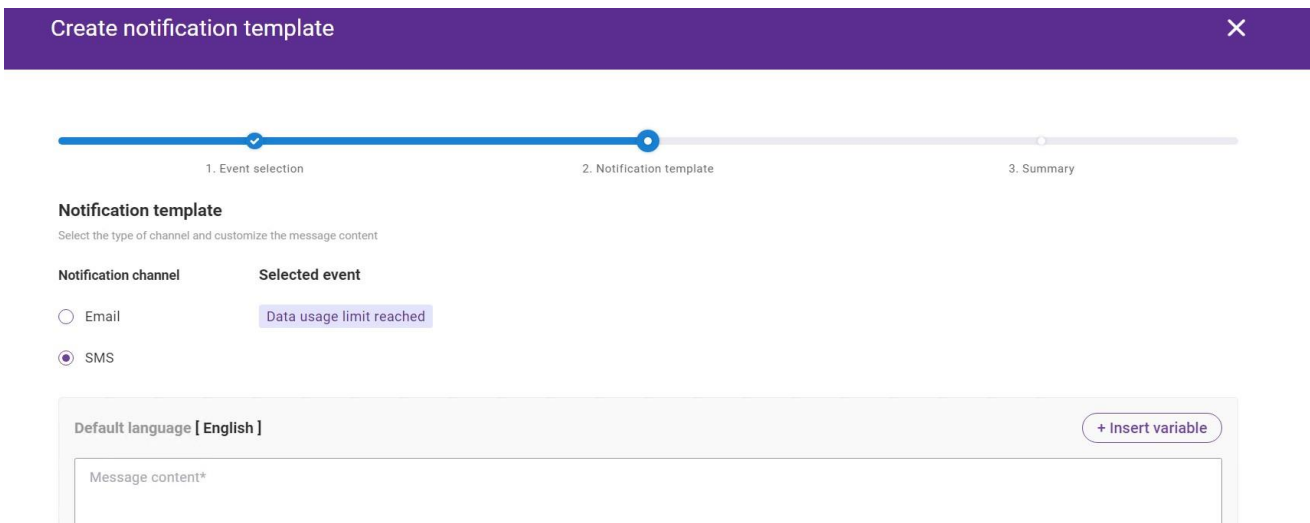 Create notification template
1. Event selection
2. Notification template
3. Summary
Notification template
Select the type of channel and customize the message content
Notification channel
Selected event
Email
Data usage limit reached
SMS
Default language [ English ]
+ Insert variable
Message content*